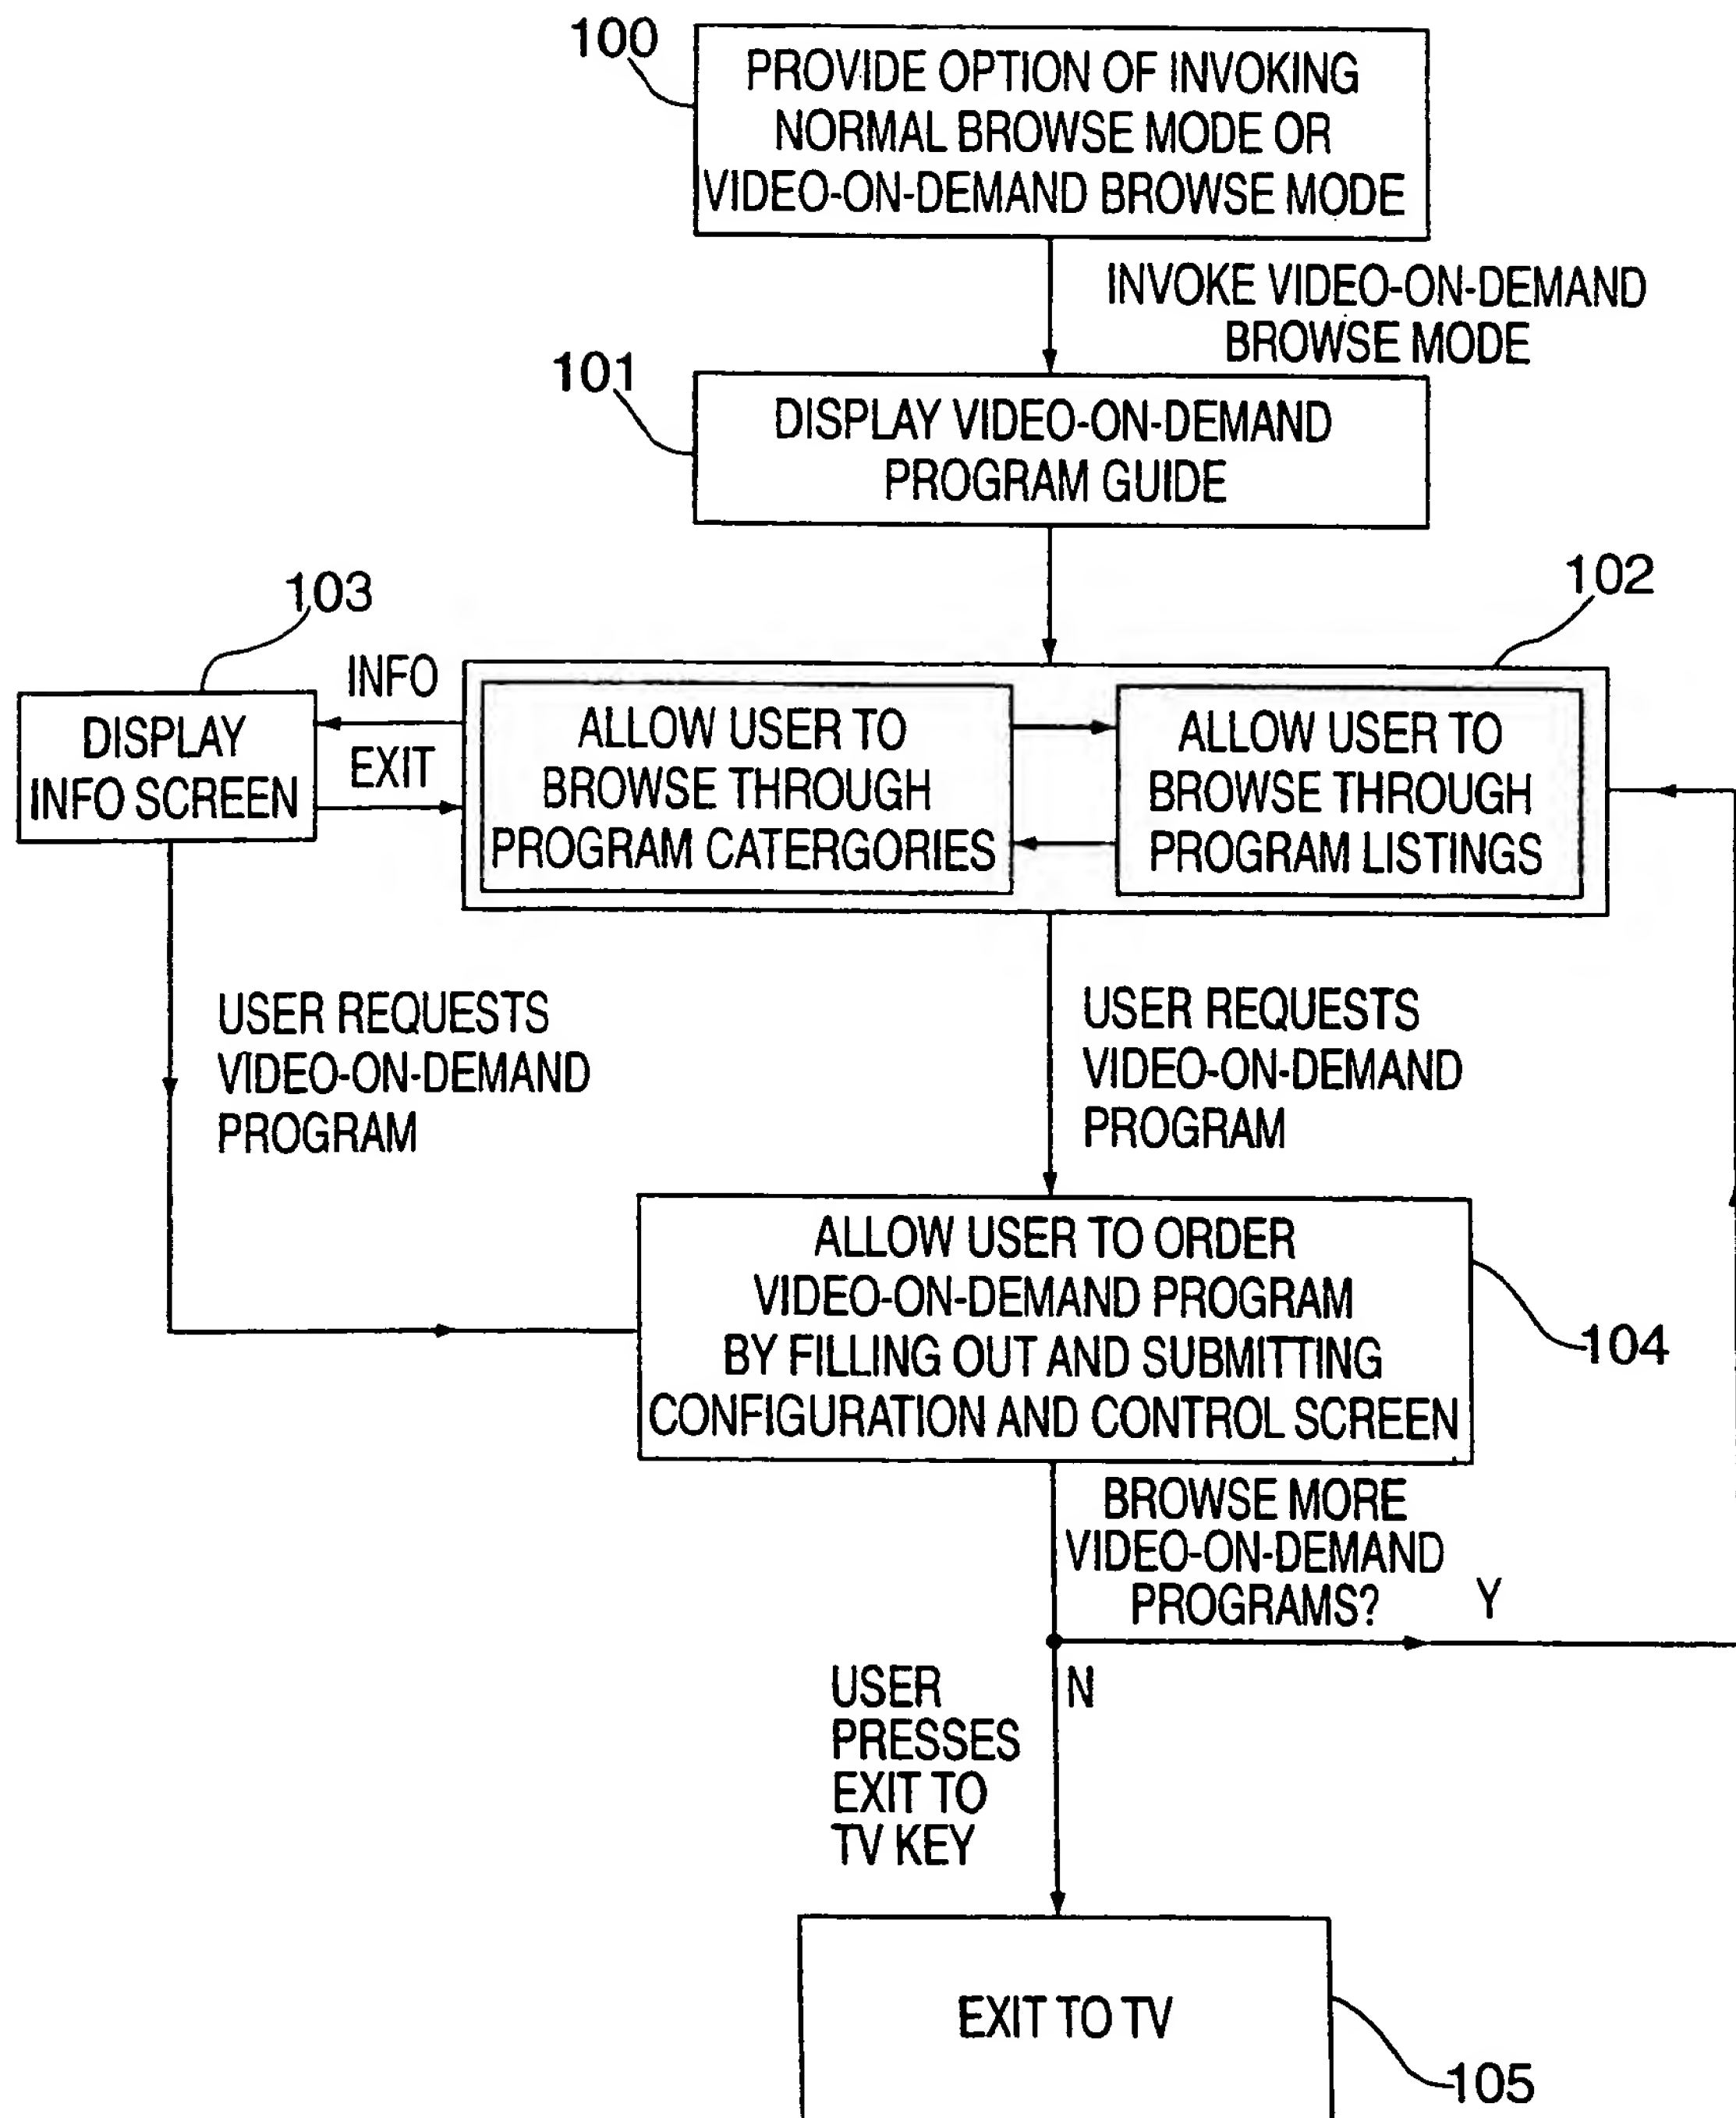 100
PROVIDE OPTION OF INVOKING
NORMAL BROWSE MODE OR
VIDEO-ON-DEMAND BROWSE MODE
INVOKE VIDEO-ON-DEMAND
BROWSE MODE
101
DISPLAY VIDEO-ON-DEMAND
PROGRAM GUIDE
102
103
INFO
EXIT
DISPLAY
INFO SCREEN
ALLOW USER TO
BROWSE THROUGH
PROGRAM CATERGORIES
ALLOW USER TO
BROWSE THROUGH
PROGRAM LISTINGS
USER REQUESTS
VIDEO-ON-DEMAND
PROGRAM
USER REQUESTS
VIDEO-ON-DEMAND
PROGRAM
ALLOW USER TO ORDER
VIDEO-ON-DEMAND PROGRAM
BY FILLING OUT AND SUBMITTING
CONFIGURATION AND CONTROL SCREEN
104
BROWSE MORE
VIDEO-ON-DEMAND
PROGRAMS?
Y
N
USER
PRESSES
EXIT TO
TV KEY
EXIT TO TV
105